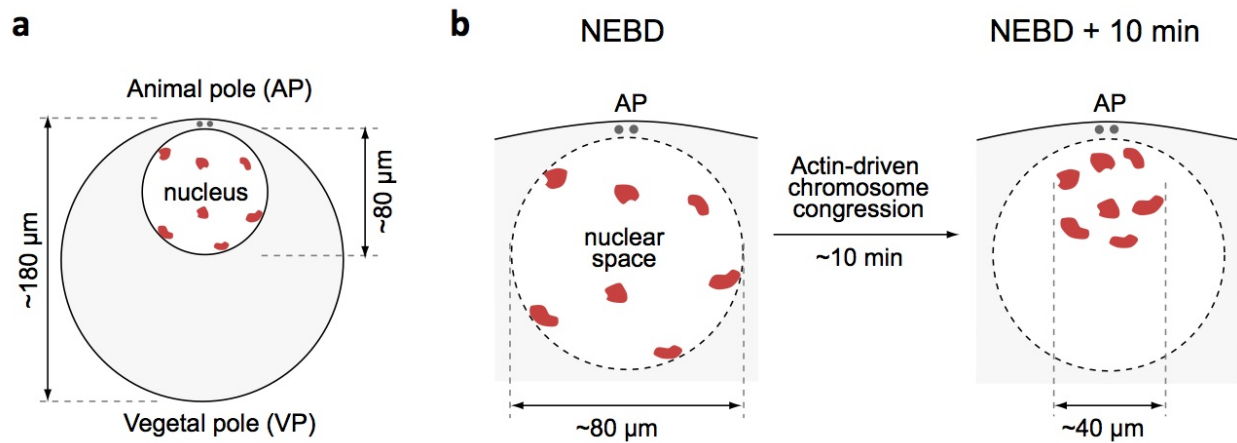 a
Animal pole (AP)
nucleus
~80 µm
~180 µm
Vegetal pole (VP)
b
NEBD
AP
nuclear
space
~80 µm
Actin-driven
chromosome
congression
~10 min
NEBD + 10 min
AP
~40 µm